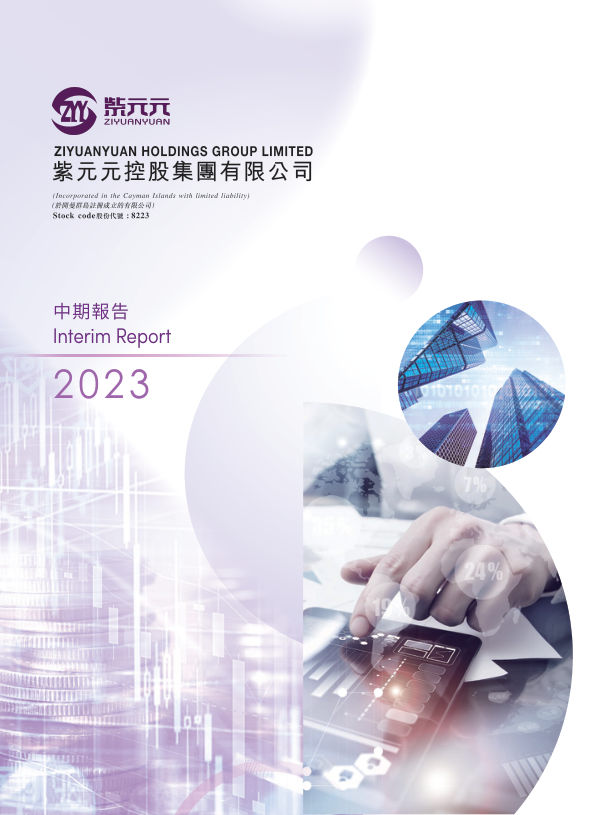 ZYY
紫元元
ZIYUANYUAN
ZIYUANYUAN HOLDINGS GROUP LIMITED
紫元元控股集團有限公司
(Incorporated in the Cayman Islands with limited liability)
(於開曼群島註冊成立的有限公司)
Stock code股份代號 : 8223
中期報告
Interim Report
2023
7%
24%
19%